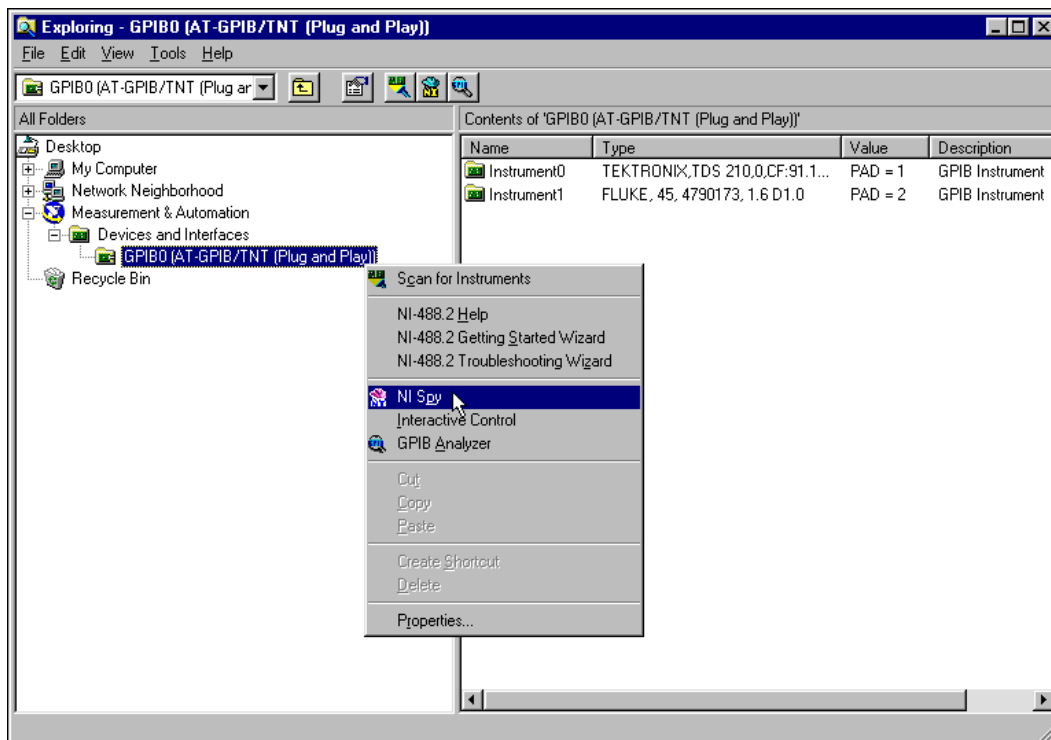 Exploring - GPIB0 (AT-GPIB/TNT (Plug and Play))
File Edit View Tools Help
GPIB0 (AT-GPIB/TNT (Plug ar
All Folders
Contents of 'GPIB0 (AT-GPIB/TNT (Plug and Play))'
Desktop
My Computer
Network Neighborhood
Measurement & Automation
Devices and Interfaces
GPIB0 (AT-GPIB/TNT (Plug and Play))
Recycle Bin
Name Type Value Description
Instrument0 TEKTRONIX,TDS 210,0,CF:91.1... PAD = 1 GPIB Instrument
Instrument1 FLUKE, 45, 4790173, 1.6 D1.0 PAD = 2 GPIB Instrument
Scan for Instruments
NI-488.2 Help
NI-488.2 Getting Started Wizard
NI-488.2 Troubleshooting Wizard
NI Spy
Interactive Control
GPIB Analyzer
Cut
Copy
Paste
Create Shortcut
Delete
Properties...